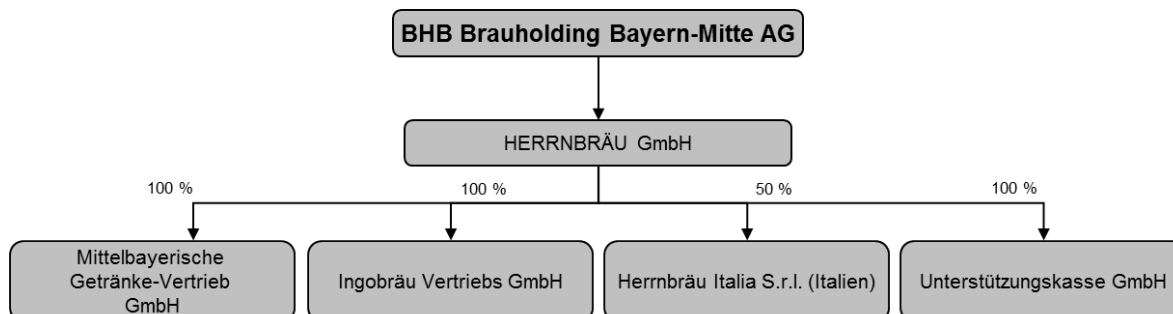 BHB Brauholding Bayern-Mitte AG
HERRNBRÄU GmbH
100 %
100 %
50 %
100 %
Mittelbayerische
Getränke-Vertrieb
GmbH
Ingobräu Vertriebs GmbH
Herrnbräu Italia S.r.l. (Italien)
Unterstützungskasse GmbH